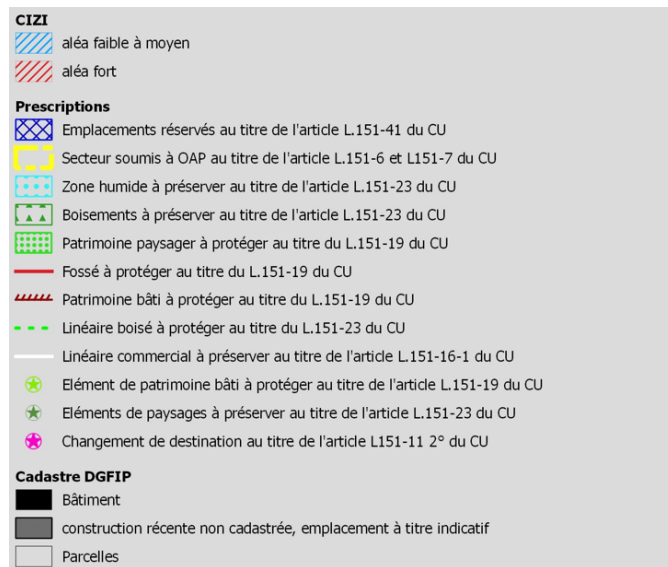 CIZI
aléa faible à moyen
aléa fort
Prescriptions
Emplacements réservés au titre de l'article L.151-41 du CU
Secteur soumis à OAP au titre de l'article L.151-6 et L151-7 du CU
Zone humide à préserver au titre de l'article L.151-23 du CU
Boisements à préserver au titre de l'article L.151-23 du CU
Patrimoine paysager à protéger au titre du L.151-19 du CU
Fossé à protéger au titre du L.151-19 du CU
Patrimoine bâti à protéger au titre du L.151-19 du CU
Linéaire boisé à protéger au titre du L.151-23 du CU
Linéaire commercial à préserver au titre de l'article L.151-16-1 du CU
Elément de patrimoine bâti à protéger au titre de l'article L.151-19 du CU
Eléments de paysages à préserver au titre de l'article L.151-23 du CU
Changement de destination au titre de l'article L151-11 2° du CU
Cadastre DGFIP
Bâtiment
construction récente non cadastrée, emplacement à titre indicatif
Parcelles